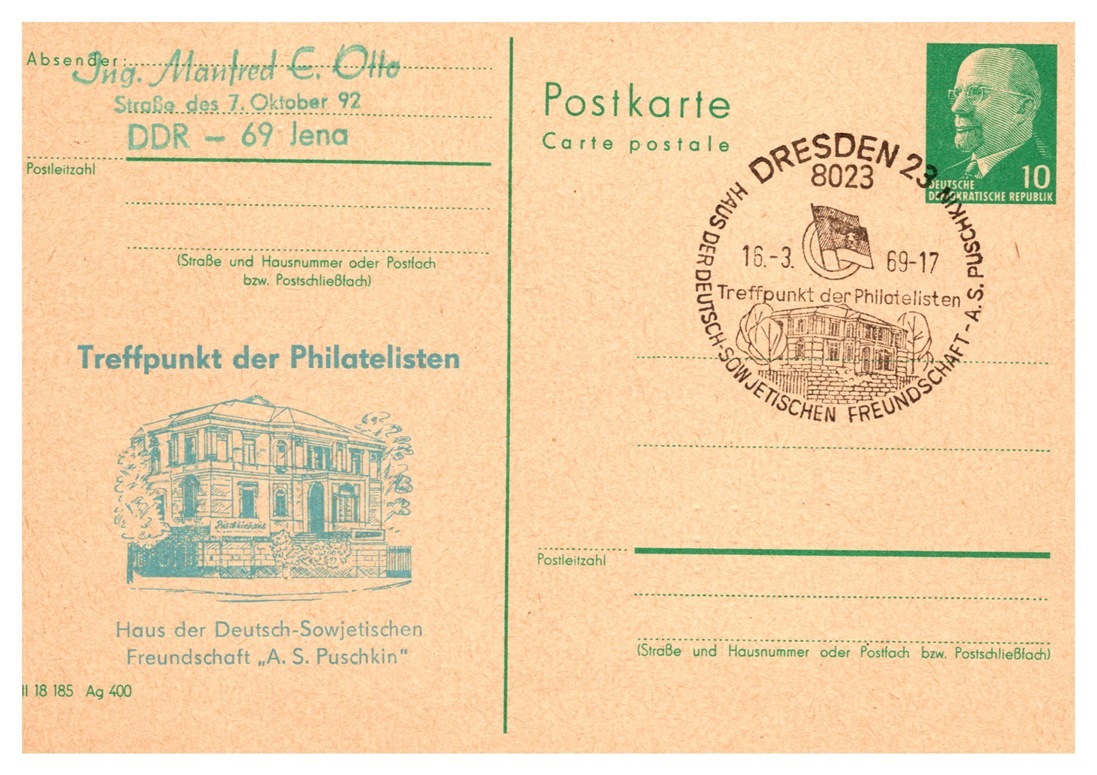 Absender:
Ing. Manfred E. Otto
Straße des 7. Oktober 92
DDR – 69 Jena
Postleitzahl
(Straße und Hausnummer oder Postfach
bzw. Postschließfach)
Treffpunkt der Philatelisten
Puschkinhaus
Haus der Deutsch-Sowjetischen
Freundschaft „A. S. Puschkin"
II 18 185 Ag 400
Postkarte
Carte postale
10
DEUTSCHE
DEMOKRATISCHE REPUBLIK
DRESDEN 23
8023
16.-3. 69-17
Treffpunkt der Philatelisten
HAUS DER DEUTSCH-SOWJETISCHEN FREUNDSCHAFT - A.S. PUSCHKIN
Postleitzahl
(Straße und Hausnummer oder Postfach bzw. Postschließfach)